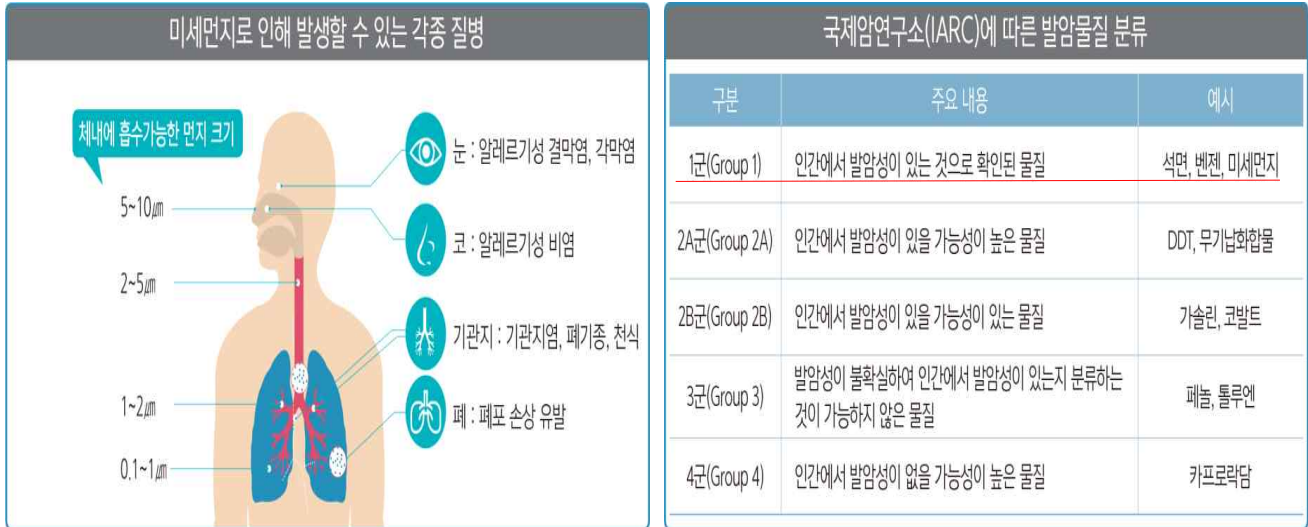 미세먼지로 인해 발생할 수 있는 각종 질병
체내에 흡수가능한 먼지 크기
5~10㎛
2~5㎛
1~2㎛
0.1~1㎛
눈 : 알레르기성 결막염, 각막염
코 : 알레르기성 비염
기관지 : 기관지염, 폐기종, 천식
폐 : 폐포 손상 유발
국제암연구소(IARC)에 따른 발암물질 분류
구분 주요 내용 예시
1군(Group 1) 인간에서 발암성이 있는 것으로 확인된 물질 석면, 벤젠, 미세먼지
2A군(Group 2A) 인간에서 발암성이 있을 가능성이 높은 물질 DDT, 무기납화합물
2B군(Group 2B) 인간에서 발암성이 있을 가능성이 있는 물질 가솔린, 코발트
3군(Group 3) 발암성이 불확실하여 인간에서 발암성이 있는지 분류하는
것이 가능하지 않은 물질 페놀, 톨루엔
4군(Group 4) 인간에서 발암성이 없을 가능성이 높은 물질 카프로락담